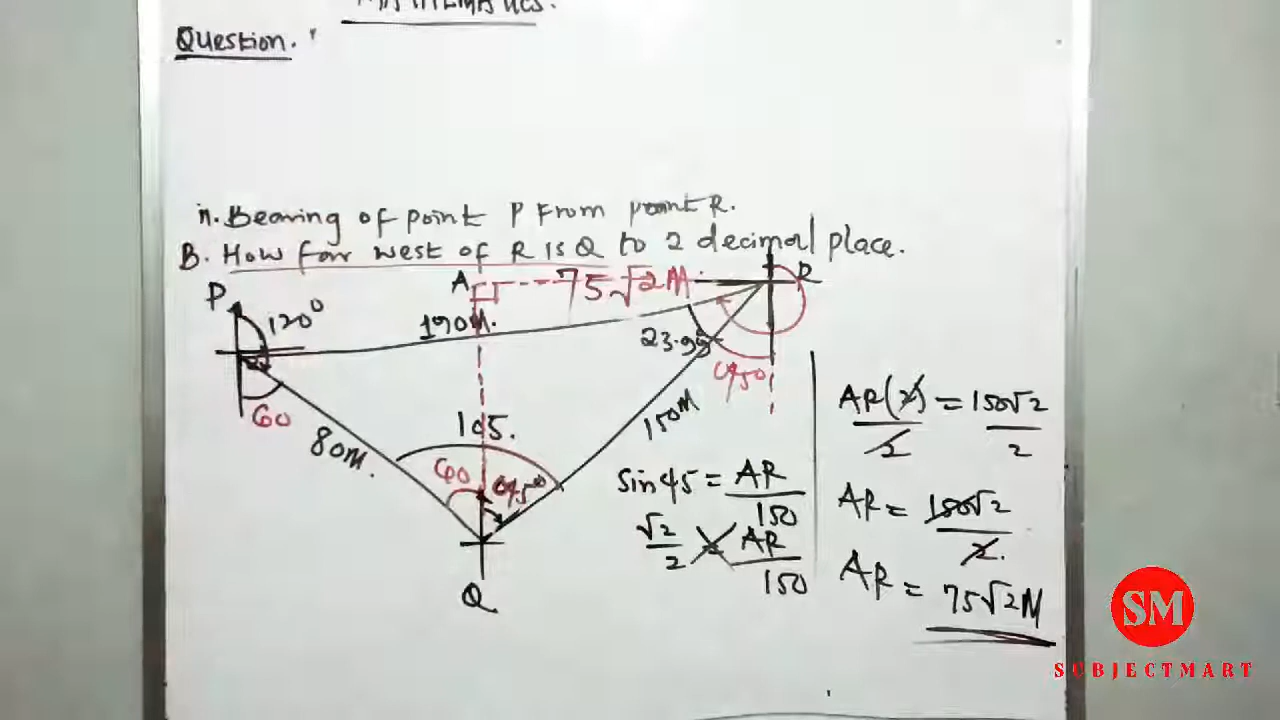 Question.
ii. Bearing of point P From point R.
B. How far west of R is Q to 2 decimal place.
A
75√2M.
R
P
120°
190M.
23.95
045°
60
80M.
105.
150M
60
045°
Q
Sin45 = AR/150
√2/2 AR/150
AR(2)/2 = 150√2/2
AR = 150√2/2.
AR = 75√2M
SM
SUBJECTMART